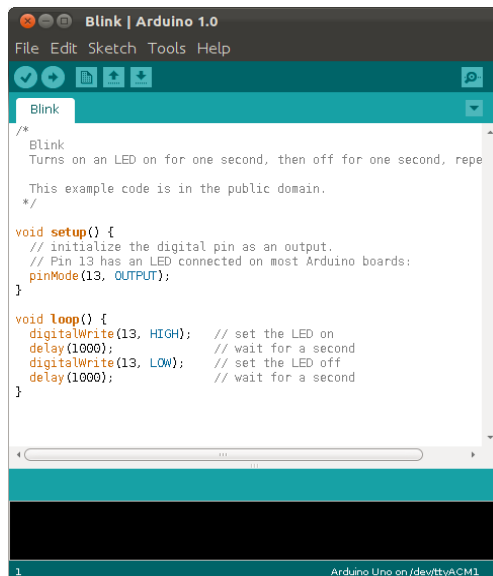 Blink | Arduino 1.0
File Edit Sketch Tools Help
Blink
/*
  Blink
  Turns on an LED on for one second, then off for one second, repe

  This example code is in the public domain.
 */

void setup() {
  // initialize the digital pin as an output.
  // Pin 13 has an LED connected on most Arduino boards:
  pinMode(13, OUTPUT);
}

void loop() {
  digitalWrite(13, HIGH);   // set the LED on
  delay(1000);              // wait for a second
  digitalWrite(13, LOW);    // set the LED off
  delay(1000);              // wait for a second
}
1 Arduino Uno on /dev/ttyACM1